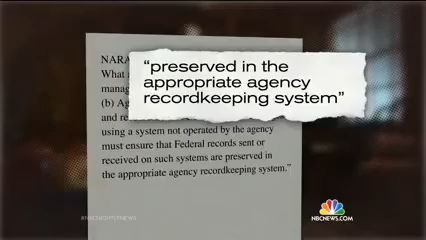 NARA
What a
manag
(b) Ag
and re
“preserved in the
appropriate agency
recordkeeping system”
using a system not operated by the agency
must ensure that Federal records sent or
received on such systems are preserved in
the appropriate agency recordkeeping system.”
NBCNEWS.COM